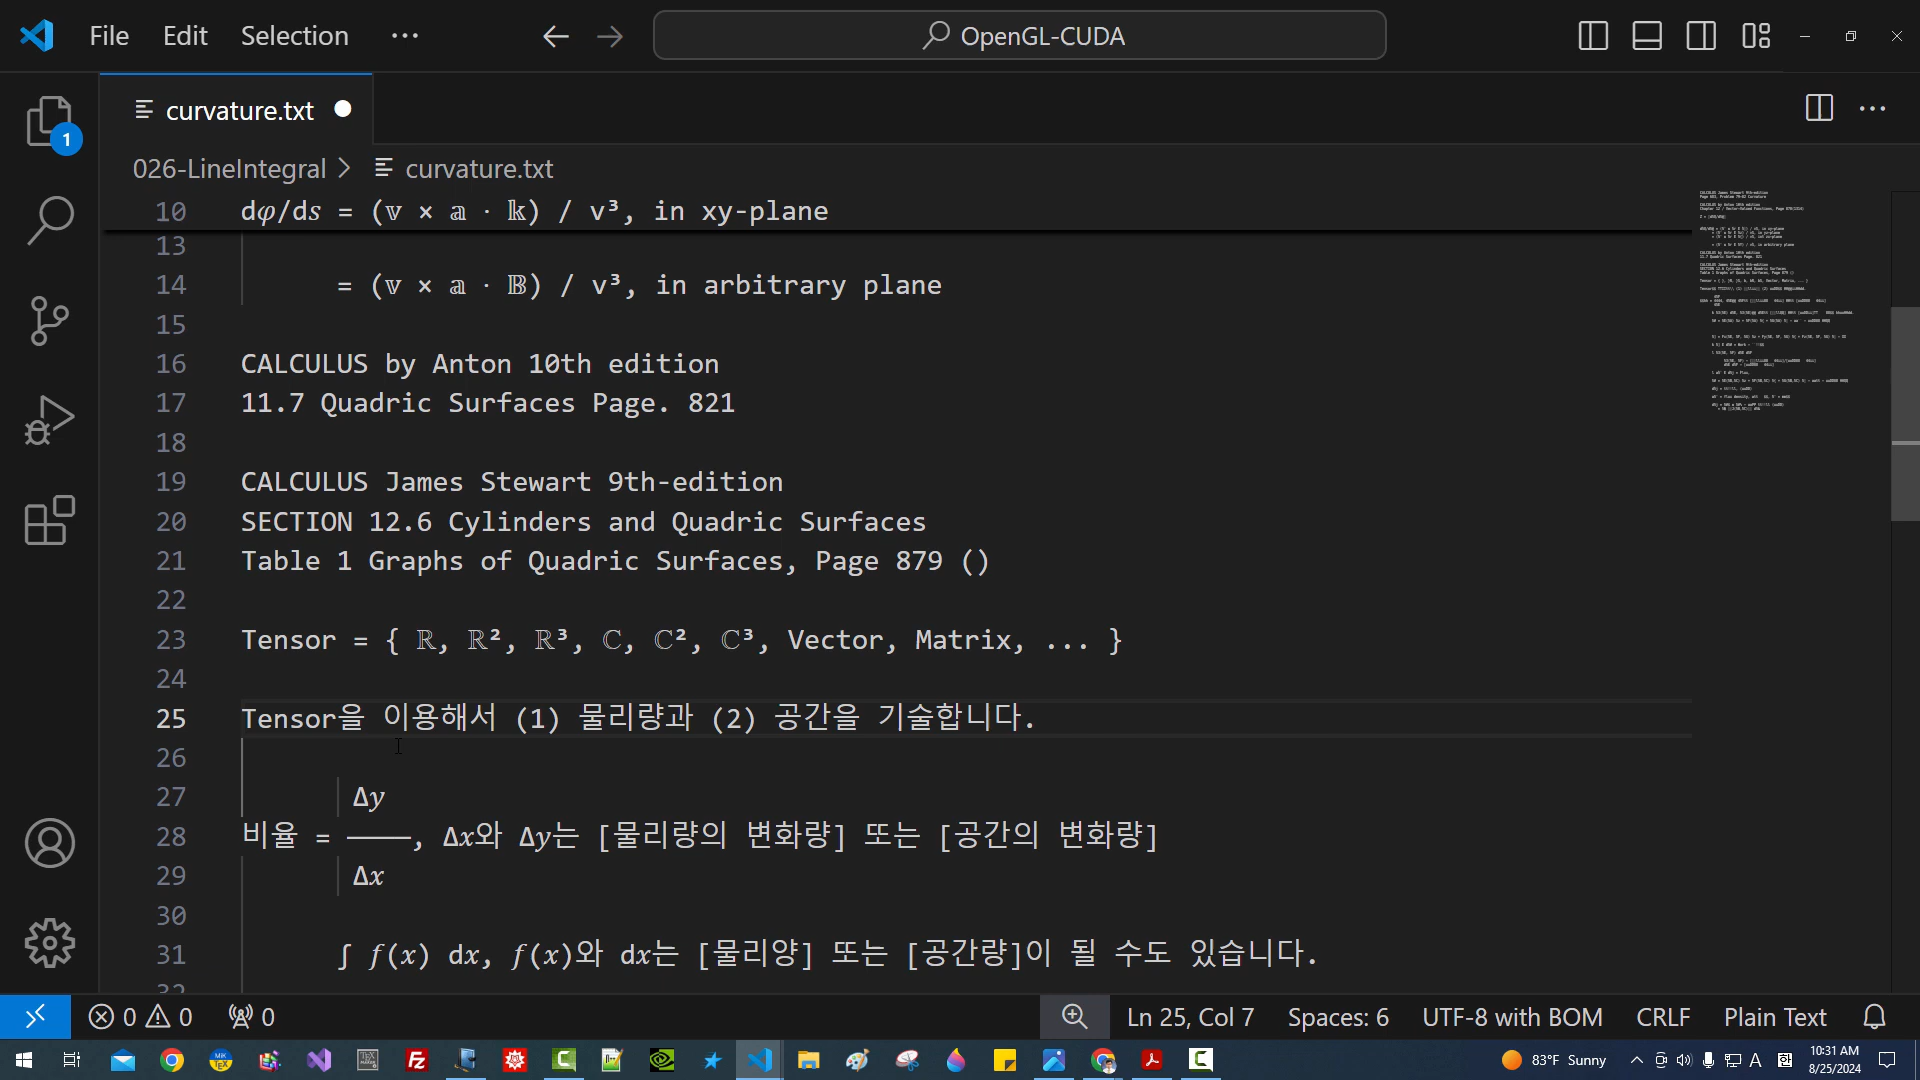 File Edit Selection ··· OpenGL-CUDA
curvature.txt
1
026-LineIntegral > curvature.txt
10 d𝜑/d𝑠 = (𝕧 × 𝕒 · 𝕜) / v³, in xy-plane
13
14 = (𝕧 × 𝕒 · 𝔹) / v³, in arbitrary plane
15
16 CALCULUS by Anton 10th edition
17 11.7 Quadric Surfaces Page. 821
18
19 CALCULUS James Stewart 9th-edition
20 SECTION 12.6 Cylinders and Quadric Surfaces
21 Table 1 Graphs of Quadric Surfaces, Page 879 ()
22
23 Tensor = { ℝ, ℝ², ℝ³, ℂ, ℂ², ℂ³, Vector, Matrix, ... }
24
25 Tensor을 이용해서 (1) 물리량과 (2) 공간을 기술합니다.
26
27 Δ𝑦
28 비율 = ────, Δ𝑥와 Δ𝑦는 [물리량의 변화량] 또는 [공간의 변화량]
29 Δ𝑥
30
31 ∫ 𝑓(𝑥) d𝑥, 𝑓(𝑥)와 d𝑥는 [물리양] 또는 [공간량]이 될 수도 있습니다.
32
0 0 0 Ln 25, Col 7 Spaces: 6 UTF-8 with BOM CRLF Plain Text
83°F Sunny A 10:31 AM
8/25/2024